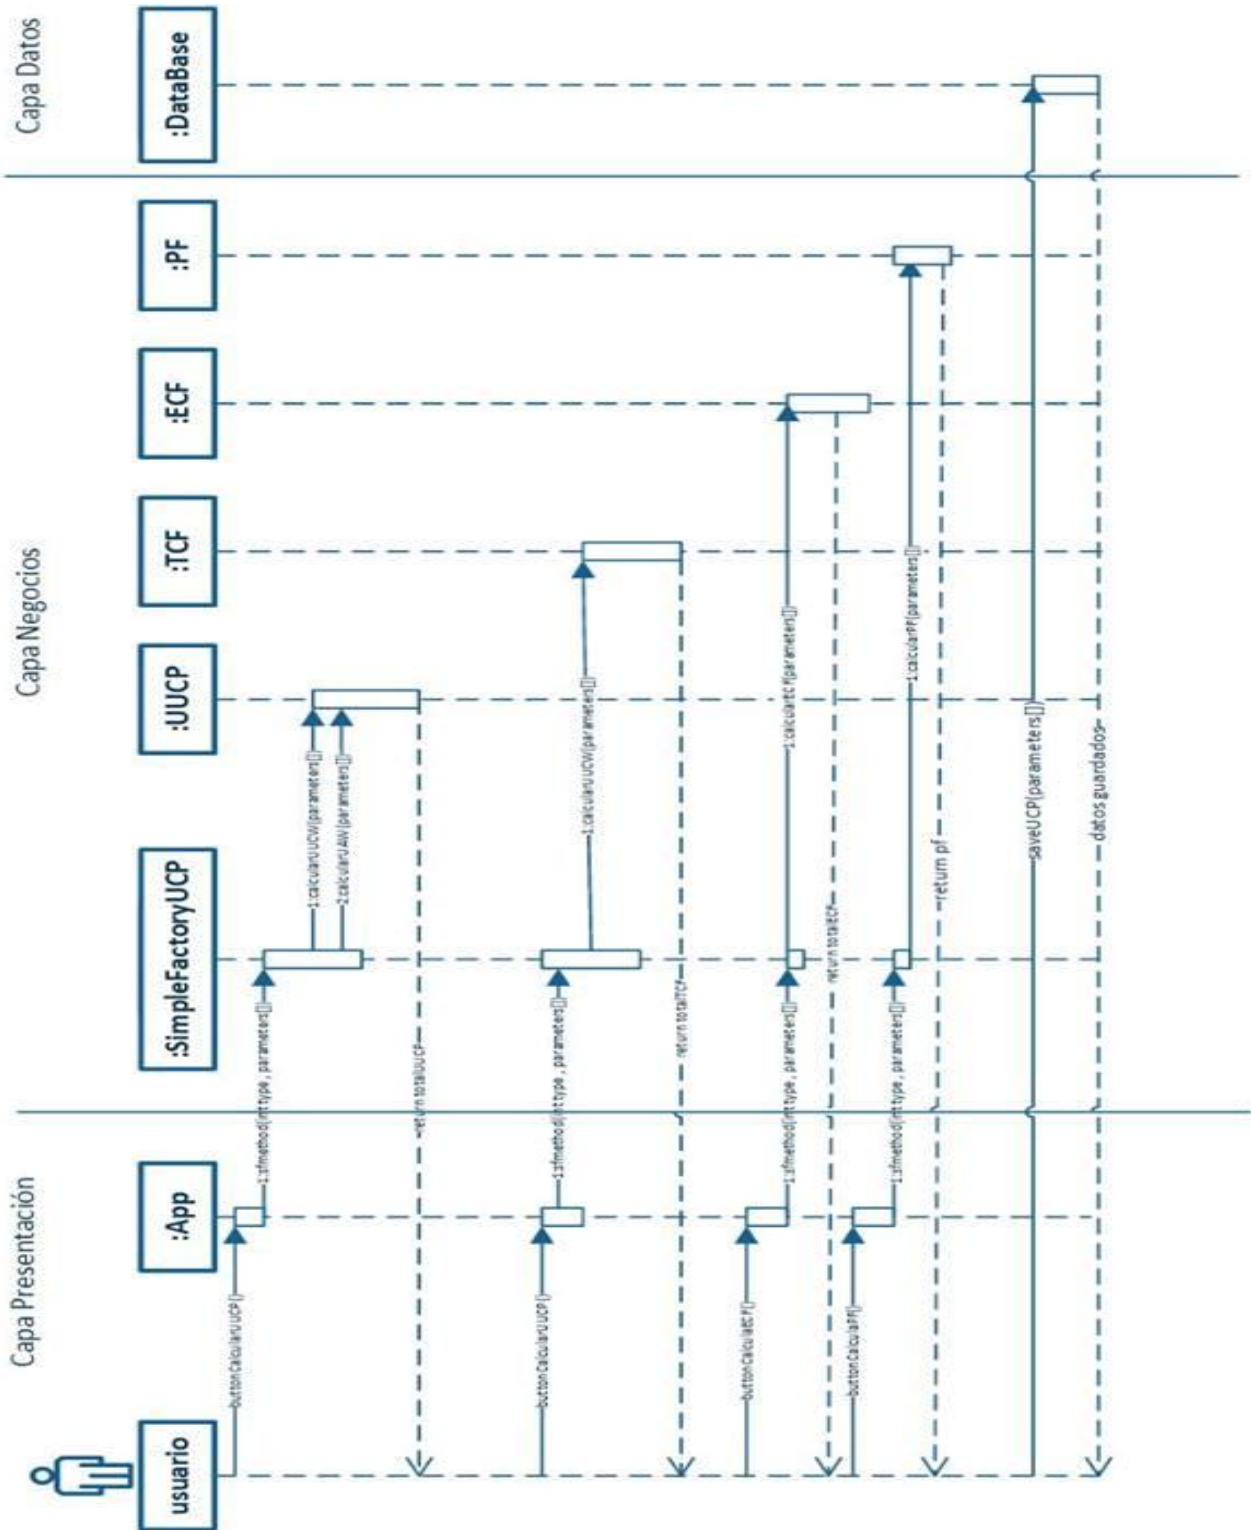 Capa Presentación
Capa Negocios
Capa Datos
usuario
:App
:SimpleFactoryUCP
:UUCP
:TCF
:ECF
:PF
:DataBase
buttonCalcularUUCP()
1:sfmethod(int type , parameters[])
1:calcularUUCW(parameters[])
2:calcularUAW(parameters[])
return totalUUCP
buttonCalcularUUCP()
1:sfmethod(int type , parameters[])
1:calcularUUCW(parameters[])
return totalTCF
buttonCalculaECF()
1:sfmethod(int type , parameters[])
1:calcularECF(parameters[])
return totalECF
buttonCalculaPF()
1:sfmethod(int type , parameters[])
1:calcularPF(parameters[])
return pf
saveUCP(parameters[])
datos guardados